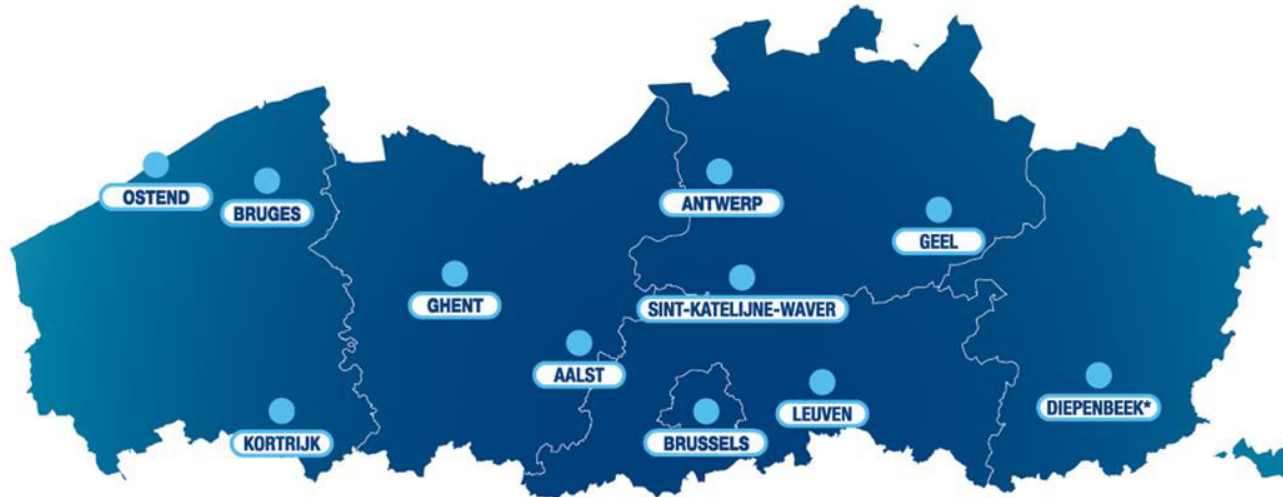 OSTEND
BRUGES
ANTWERP
GEEL
GHENT
SINT-KATELIJNE-WAVER
AALST
LEUVEN
DIEPENBEEK*
KORTRIJK
BRUSSELS